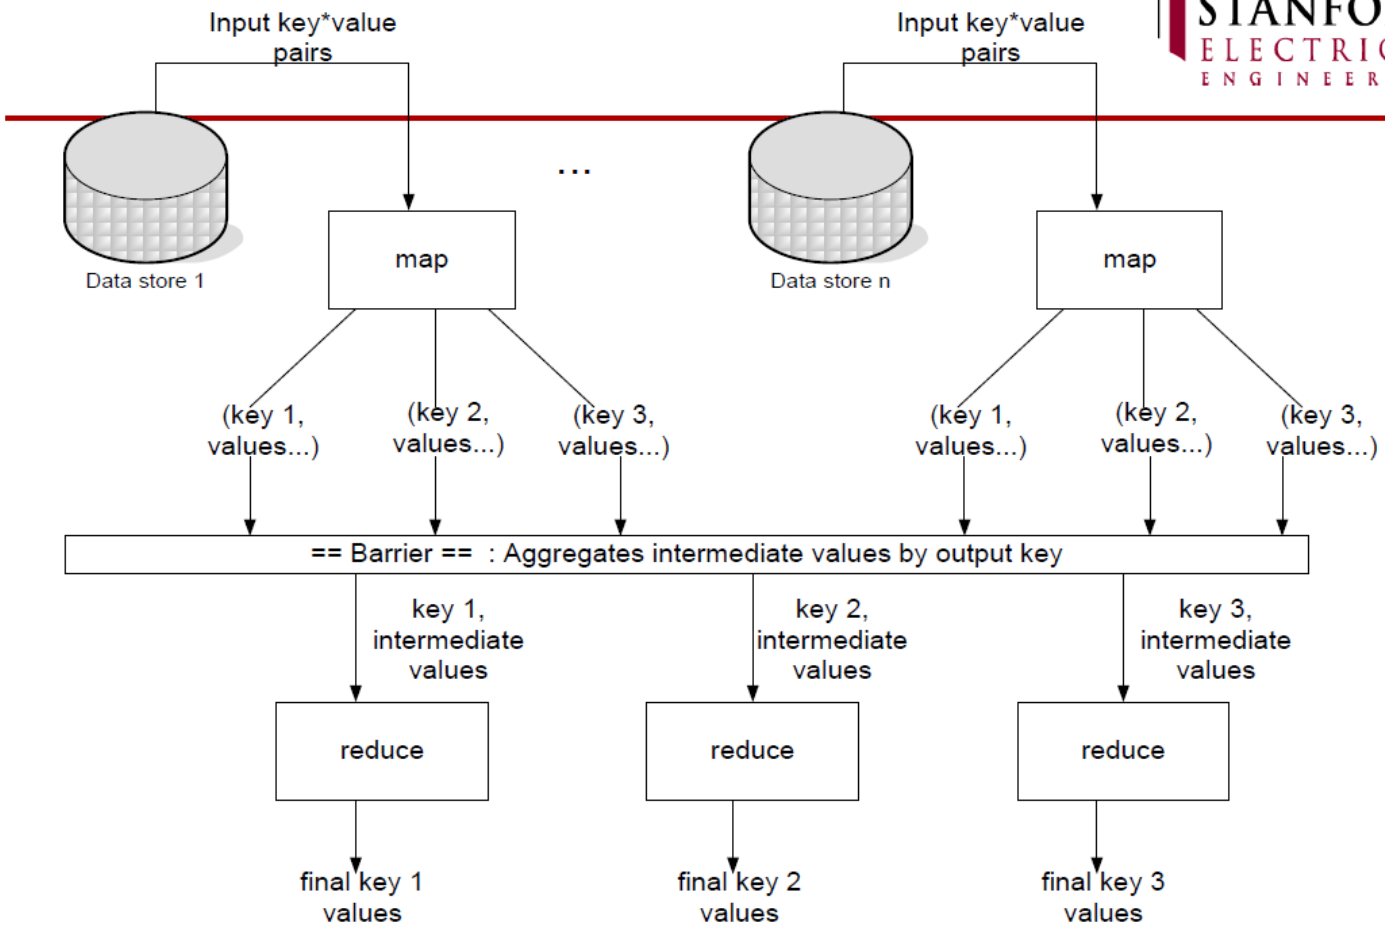 Input key*value
pairs
Input key*value
pairs
ELECTRIC
ENGINEER
...
map
map
Data store 1
Data store n
(key 1,
values...)
(key 2,
values...)
(key 3,
values...)
(key 1,
values...)
(key 2,
values...)
(key 3,
values...)
== Barrier == : Aggregates intermediate values by output key
key 1,
intermediate
values
key 2,
intermediate
values
key 3,
intermediate
values
reduce
reduce
reduce
final key 1
values
final key 2
values
final key 3
values